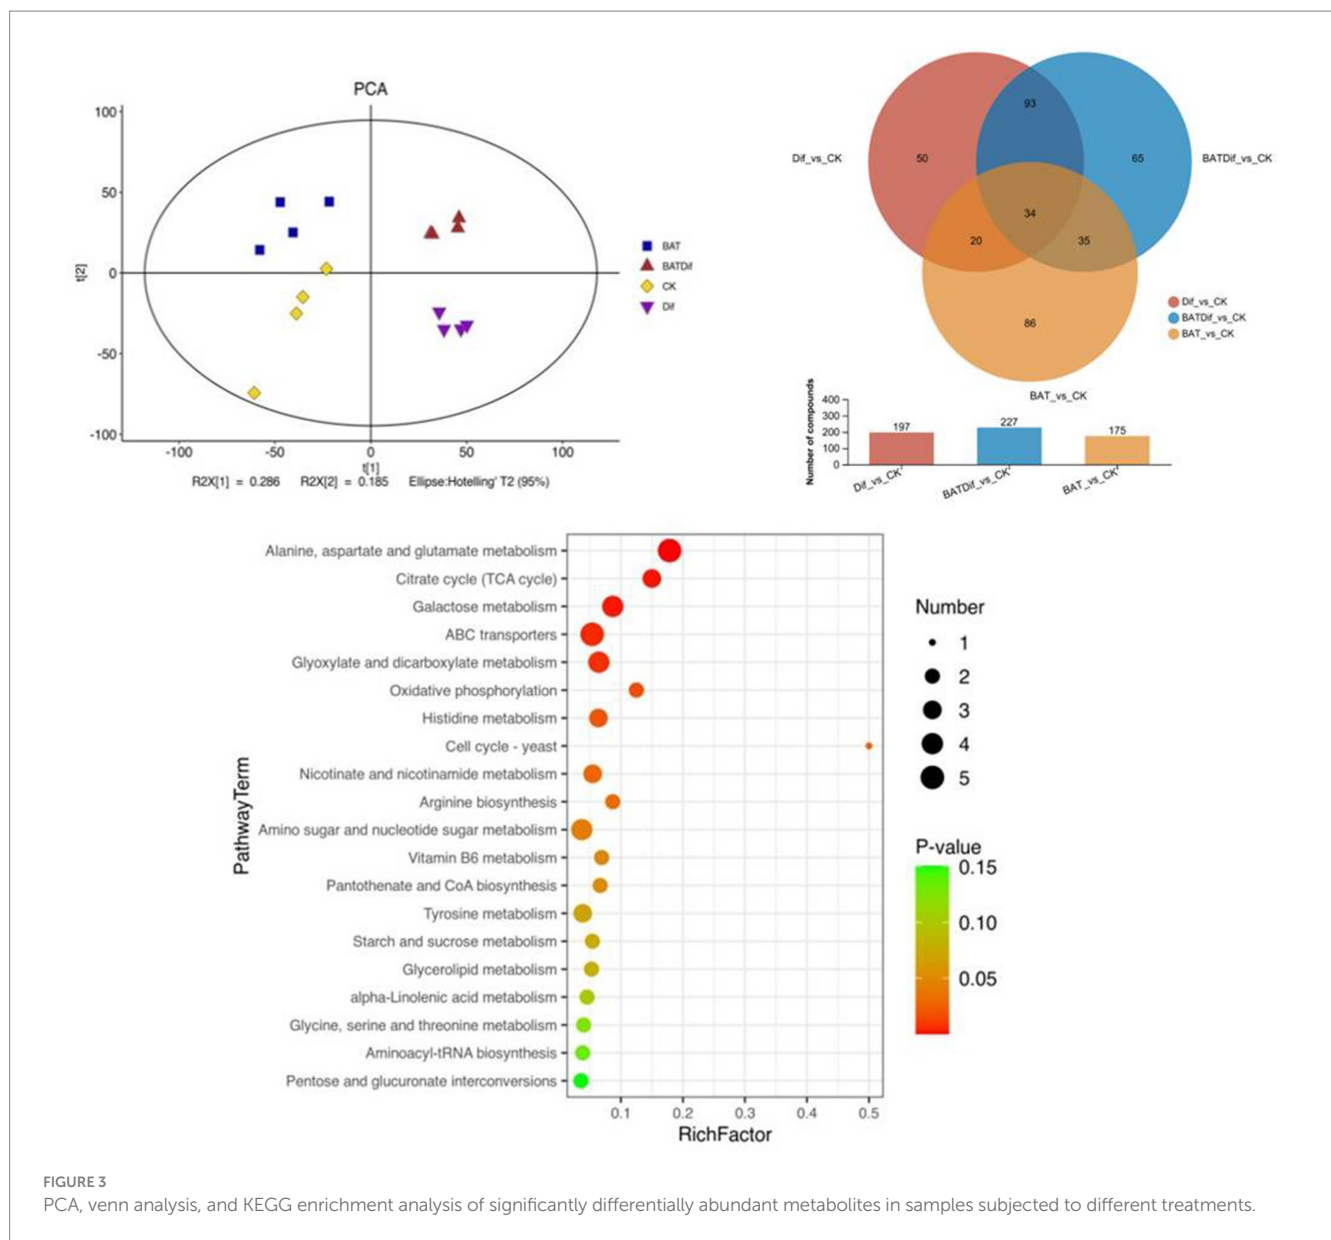 PCA
100
50
0
-50
-100
t[2]
-100 -50 0 50 100
t[1]
R2X[1] = 0.286 R2X[2] = 0.185 Ellipse:Hotelling' T2 (95%)
BAT
BATDif
CK
Dif
93
Dif_vs_CK 50 65 BATDif_vs_CK
34
20 35
86
Dif_vs_CK
BATDif_vs_CK
BAT_vs_CK
BAT_vs_CK
Number of compounds
400
300
200
100
0
197 227 175
Dif_vs_CK BATDif_vs_CK BAT_vs_CK
PathwayTerm
Alanine, aspartate and glutamate metabolism
Citrate cycle (TCA cycle)
Galactose metabolism
ABC transporters
Glyoxylate and dicarboxylate metabolism
Oxidative phosphorylation
Histidine metabolism
Cell cycle - yeast
Nicotinate and nicotinamide metabolism
Arginine biosynthesis
Amino sugar and nucleotide sugar metabolism
Vitamin B6 metabolism
Pantothenate and CoA biosynthesis
Tyrosine metabolism
Starch and sucrose metabolism
Glycerolipid metabolism
alpha-Linolenic acid metabolism
Glycine, serine and threonine metabolism
Aminoacyl-tRNA biosynthesis
Pentose and glucuronate interconversions
0.1 0.2 0.3 0.4 0.5
RichFactor
Number
1
2
3
4
5
P-value
0.15
0.10
0.05
FIGURE 3
PCA, venn analysis, and KEGG enrichment analysis of significantly differentially abundant metabolites in samples subjected to different treatments.